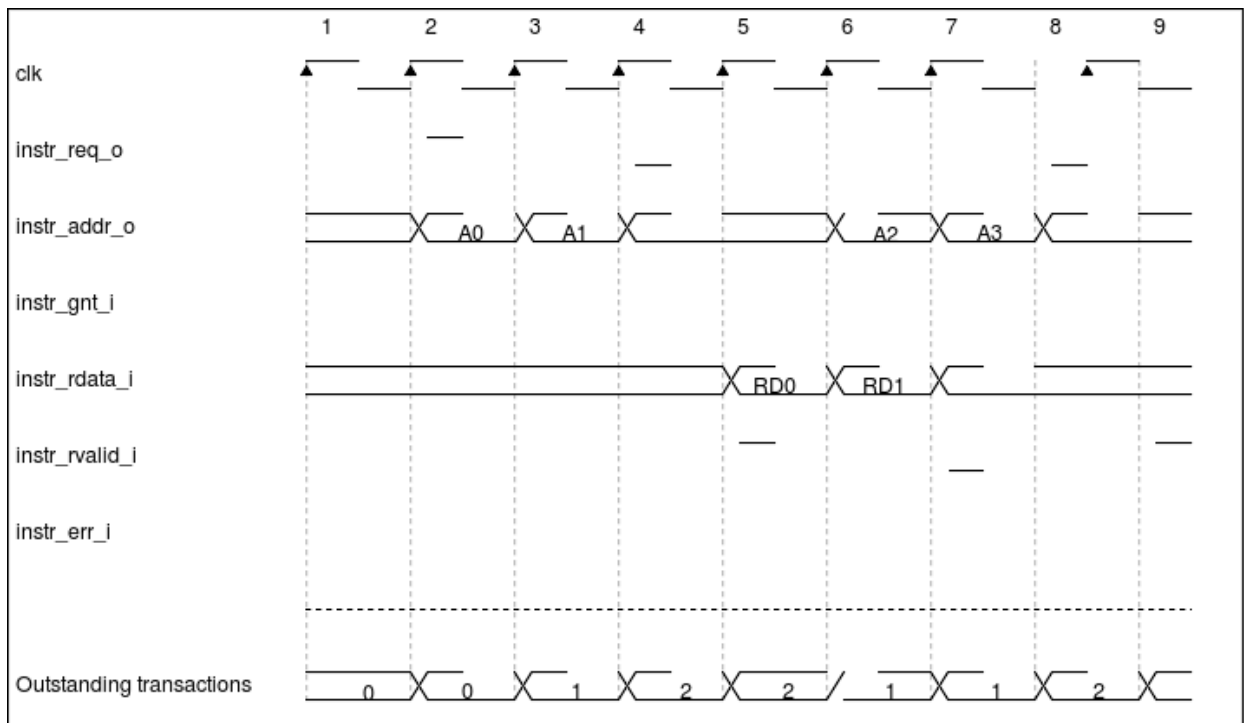 1 2 3 4 5 6 7 8 9
clk
instr_req_o
instr_addr_o A0 A1 A2 A3
instr_gnt_i
instr_rdata_i RD0 RD1
instr_rvalid_i
instr_err_i
Outstanding transactions 0 0 1 2 2 1 1 2